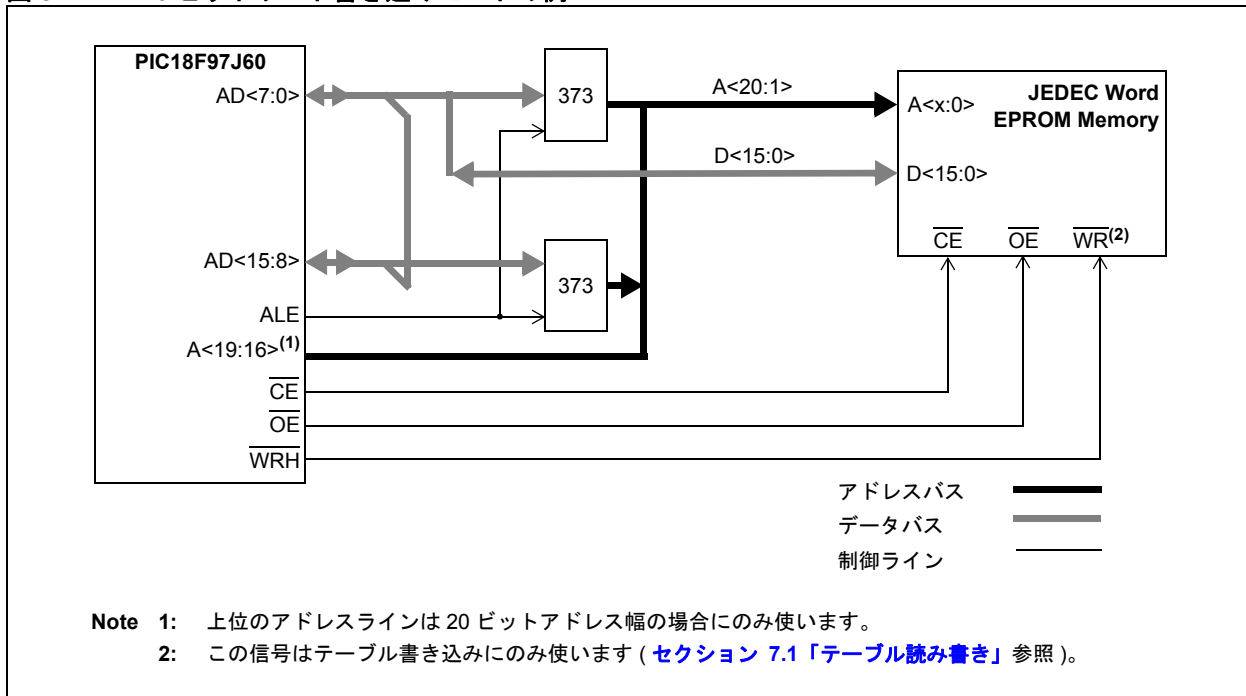 PIC18F97J60
AD<7:0>
373
A<20:1>
A<x:0>
JEDEC Word
EPROM Memory
D<15:0>
D<15:0>
CE
OE
WR(2)
AD<15:8>
373
ALE
A<19:16>(1)
CE
OE
WRH
アドレスバス
データバス
制御ライン
Note 1: 上位のアドレスラインは 20 ビットアドレス幅の場合にのみ使います。
2: この信号はテーブル書き込みにのみ使います ( セクション 7.1「テーブル読み書き」参照 )。